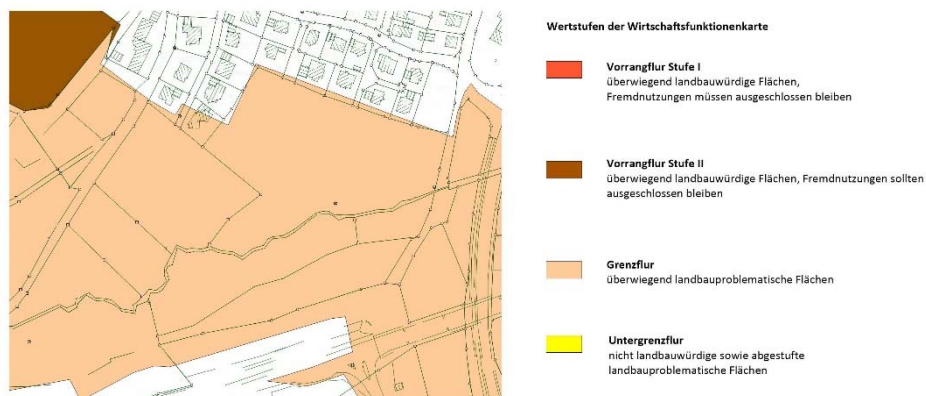 Wertstufen der Wirtschaftsfunktionenkarte
Vorrangflur Stufe I
überwiegend landbauwürdige Flächen,
Fremdnutzungen müssen ausgeschlossen bleiben
Vorrangflur Stufe II
überwiegend landbauwürdige Flächen, Fremdnutzungen sollten
ausgeschlossen bleiben
Grenzflur
überwiegend landbauproblematische Flächen
Untergrenzflur
nicht landbauwürdige sowie abgestufte
landbauproblematische Flächen